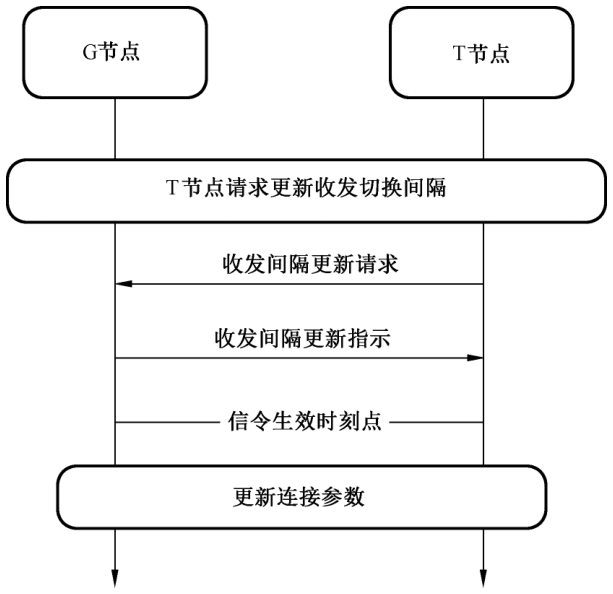 G节点
T节点
T节点请求更新收发切换间隔
收发间隔更新请求
收发间隔更新指示
信令生效时刻点
更新连接参数